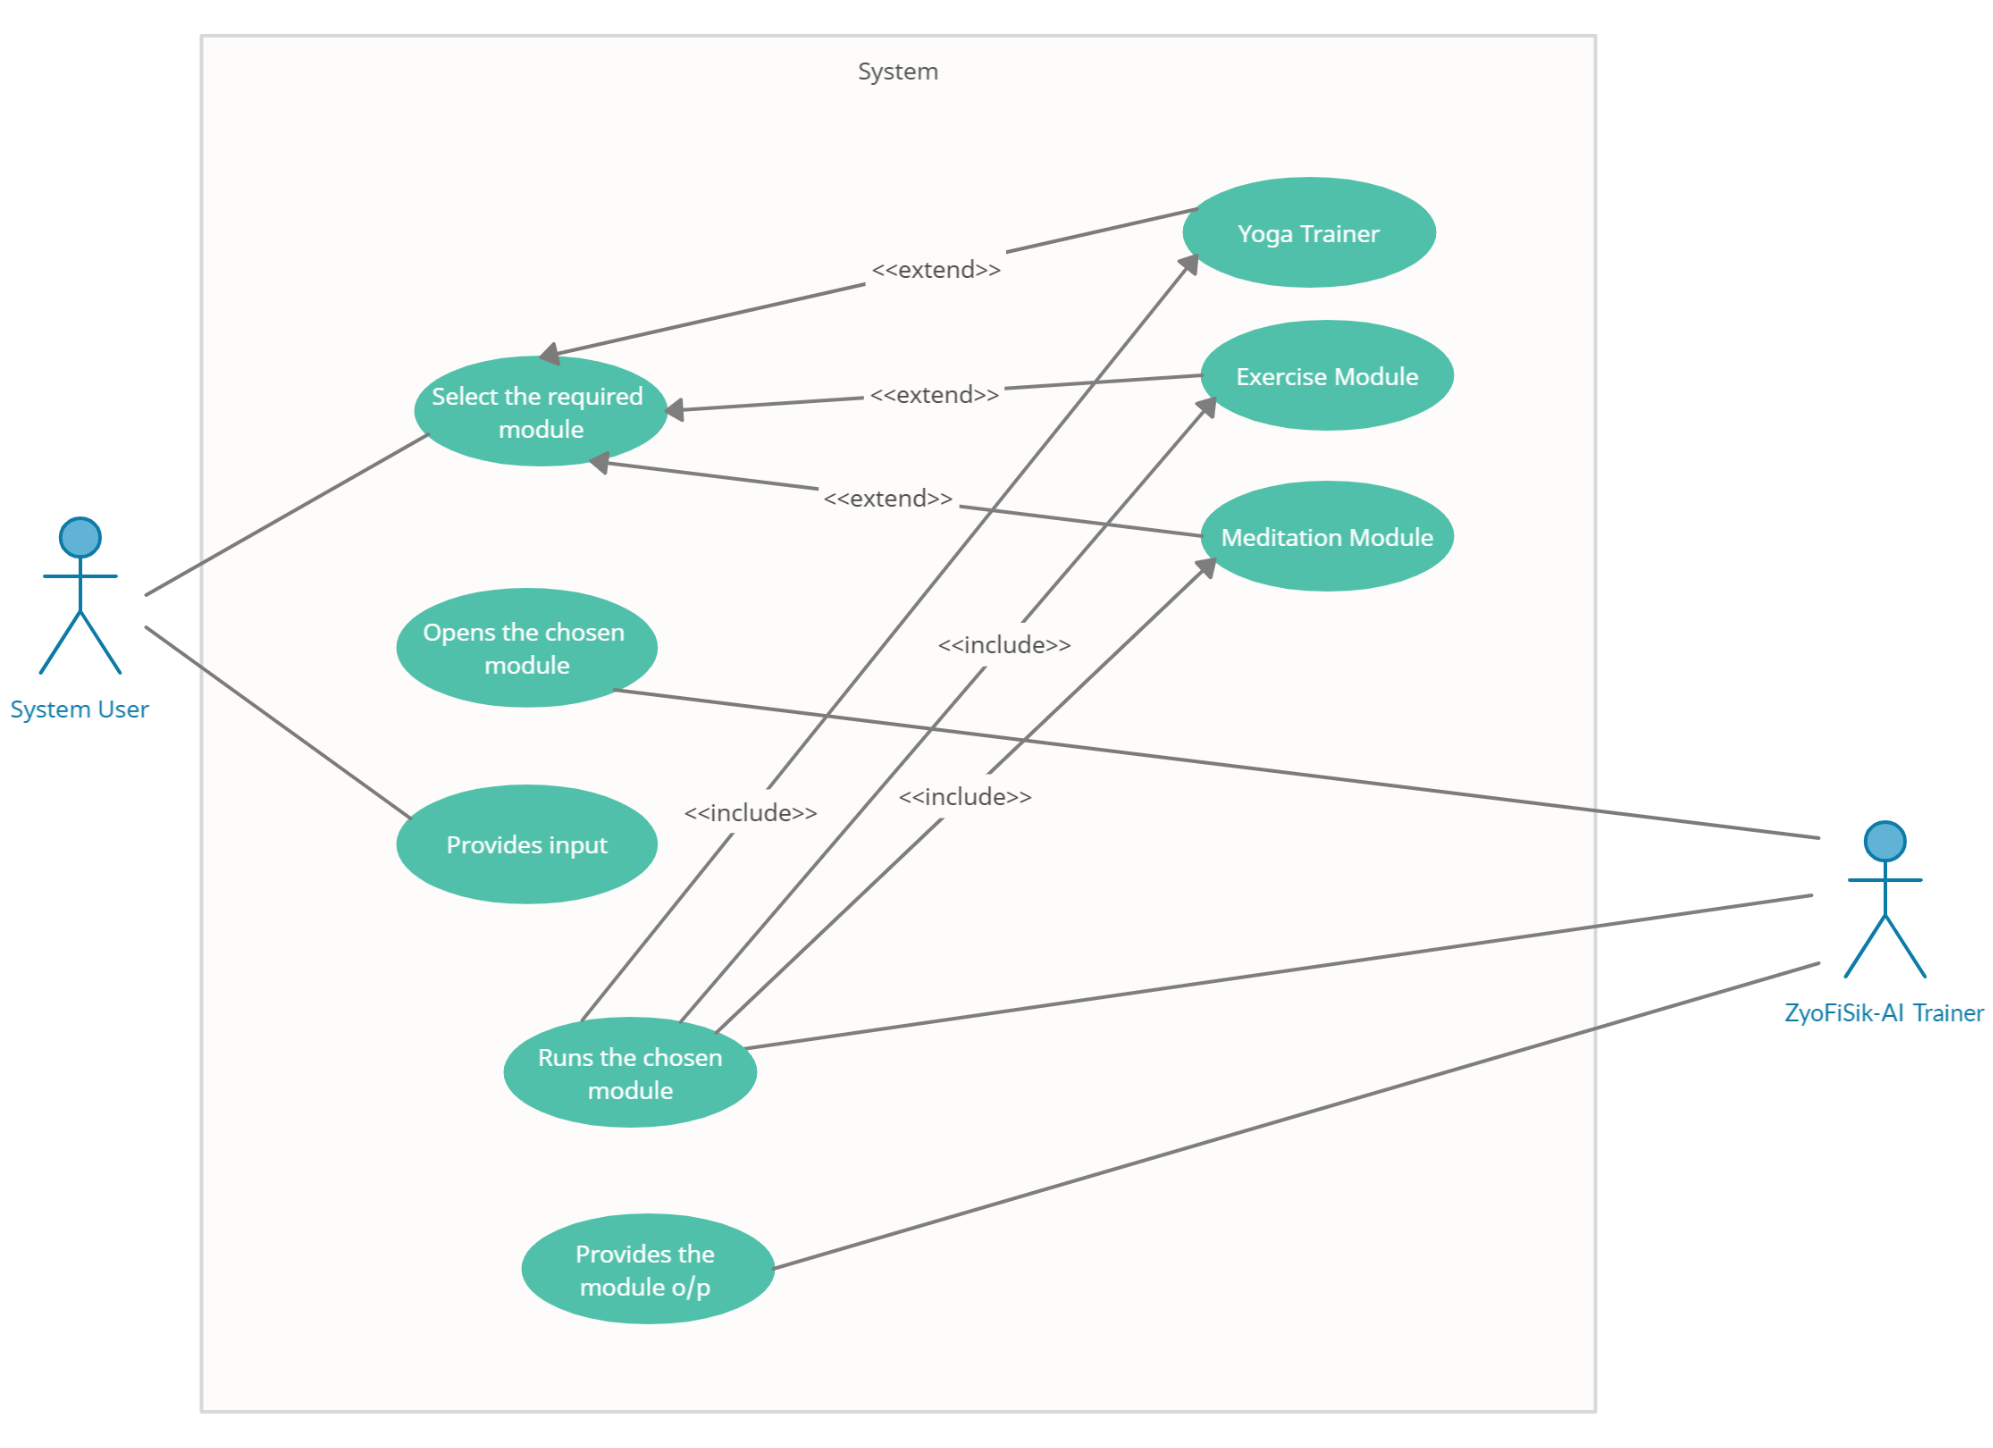 System
Yoga Trainer
<<extend>>
Exercise Module
<<extend>>
Select the required
module
<<extend>>
Meditation Module
Opens the chosen
module
<<include>>
System User
<<include>>
<<include>>
Provides input
ZyoFiSik-AI Trainer
Runs the chosen
module
Provides the
module o/p